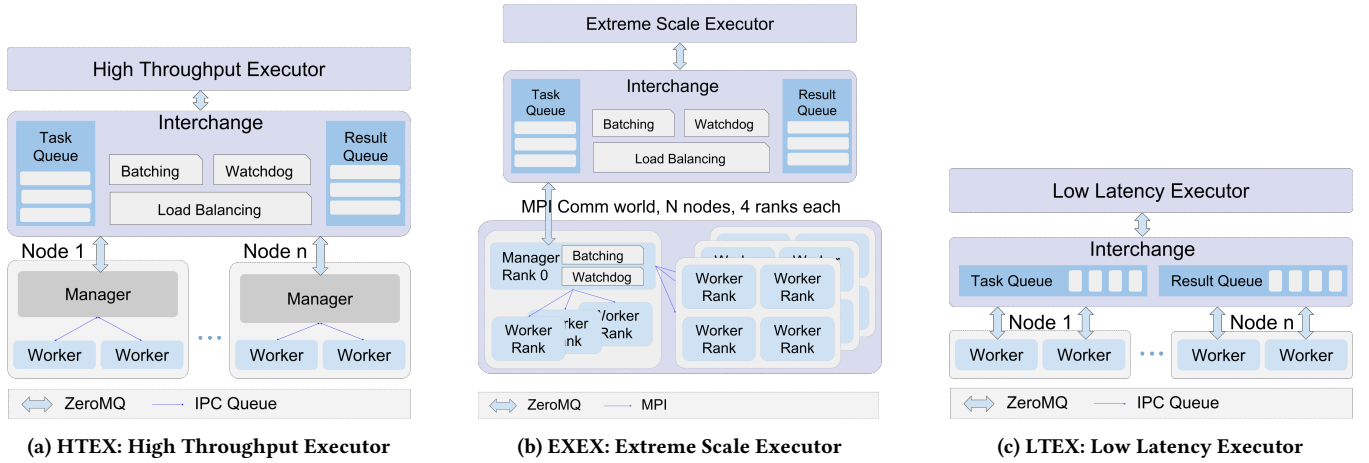 High Throughput Executor
Interchange
Task
Queue
Batching
Watchdog
Load Balancing
Result
Queue
Node 1
Node n
Manager
Manager
Worker
Worker
Worker
Worker
ZeroMQ
IPC Queue
(a) HTEX: High Throughput Executor
Extreme Scale Executor
Interchange
Task
Queue
Batching
Watchdog
Load Balancing
Result
Queue
MPI Comm world, N nodes, 4 ranks each
Manager
Rank 0
Batching
Watchdog
Worker
Rank
Worker
Rank
Worker
Rank
Worker
Rank
Worker
Rank
Worker
Rank
ZeroMQ
MPI
(b) EXEX: Extreme Scale Executor
Low Latency Executor
Interchange
Task Queue
Result Queue
Node 1
Node n
Worker
Worker
Worker
Worker
ZeroMQ
IPC Queue
(c) LTEX: Low Latency Executor